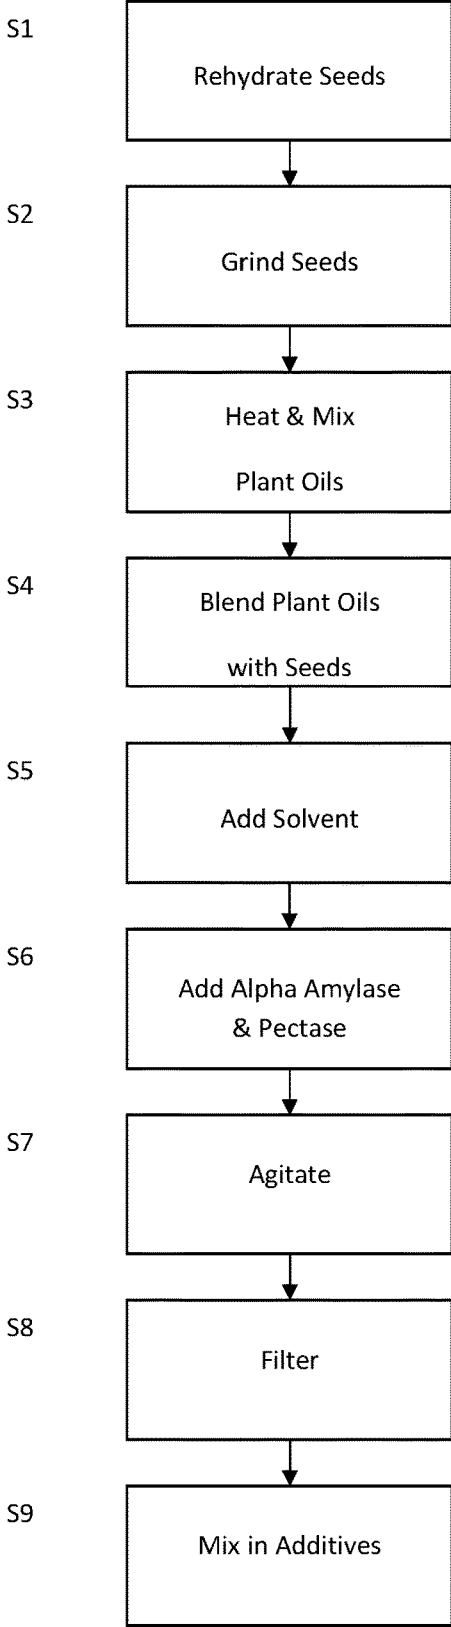 S1
Rehydrate Seeds
S2
Grind Seeds
S3
Heat & Mix
Plant Oils
S4
Blend Plant Oils
with Seeds
S5
Add Solvent
S6
Add Alpha Amylase
& Pectase
S7
Agitate
S8
Filter
S9
Mix in Additives